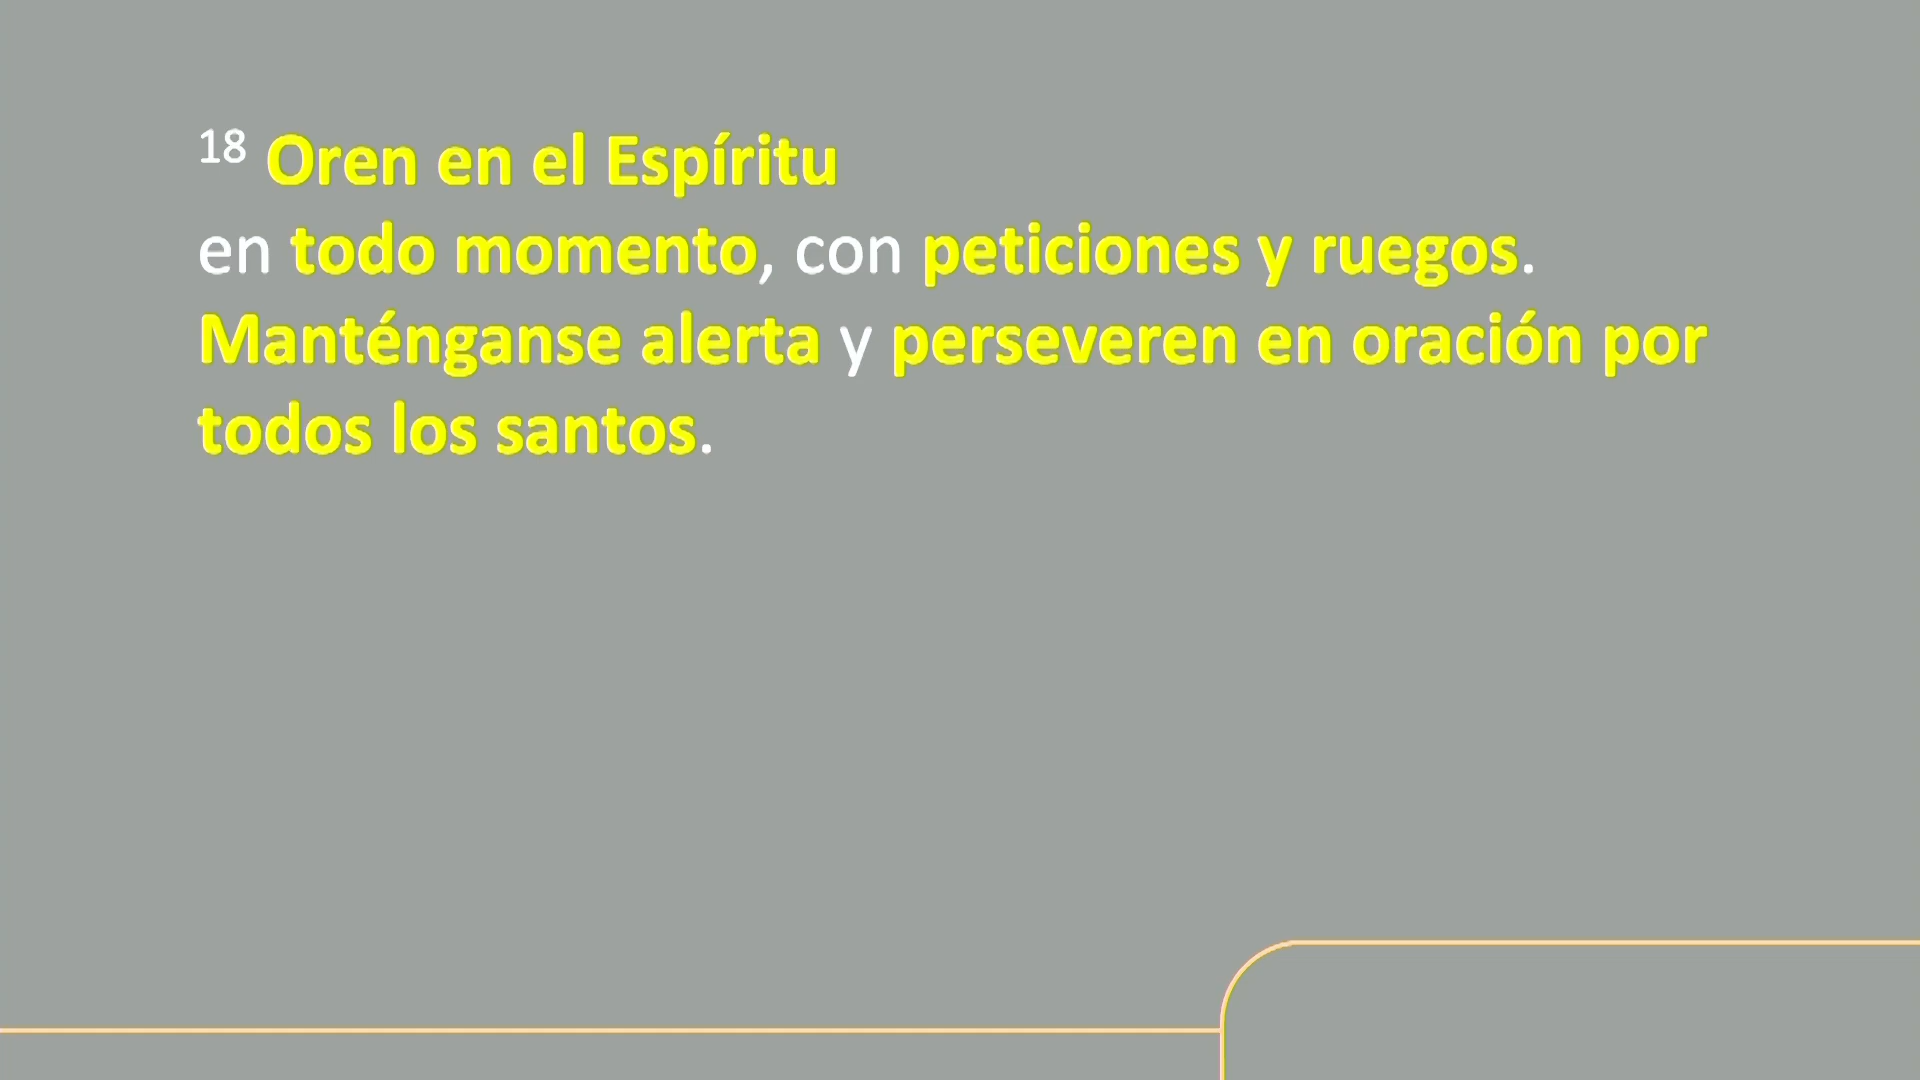 18 Oren en el Espíritu
en todo momento, con peticiones y ruegos.
Manténganse alerta y perseveren en oración por
todos los santos.